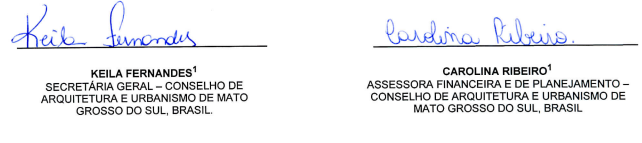 Keila Fernandes
KEILA FERNANDES¹
SECRETÁRIA GERAL – CONSELHO DE
ARQUITETURA E URBANISMO DE MATO
GROSSO DO SUL, BRASIL.
Carolina Ribeiro.
CAROLINA RIBEIRO¹
ASSESSORA FINANCEIRA E DE PLANEJAMENTO –
CONSELHO DE ARQUITETURA E URBANISMO DE
MATO GROSSO DO SUL, BRASIL